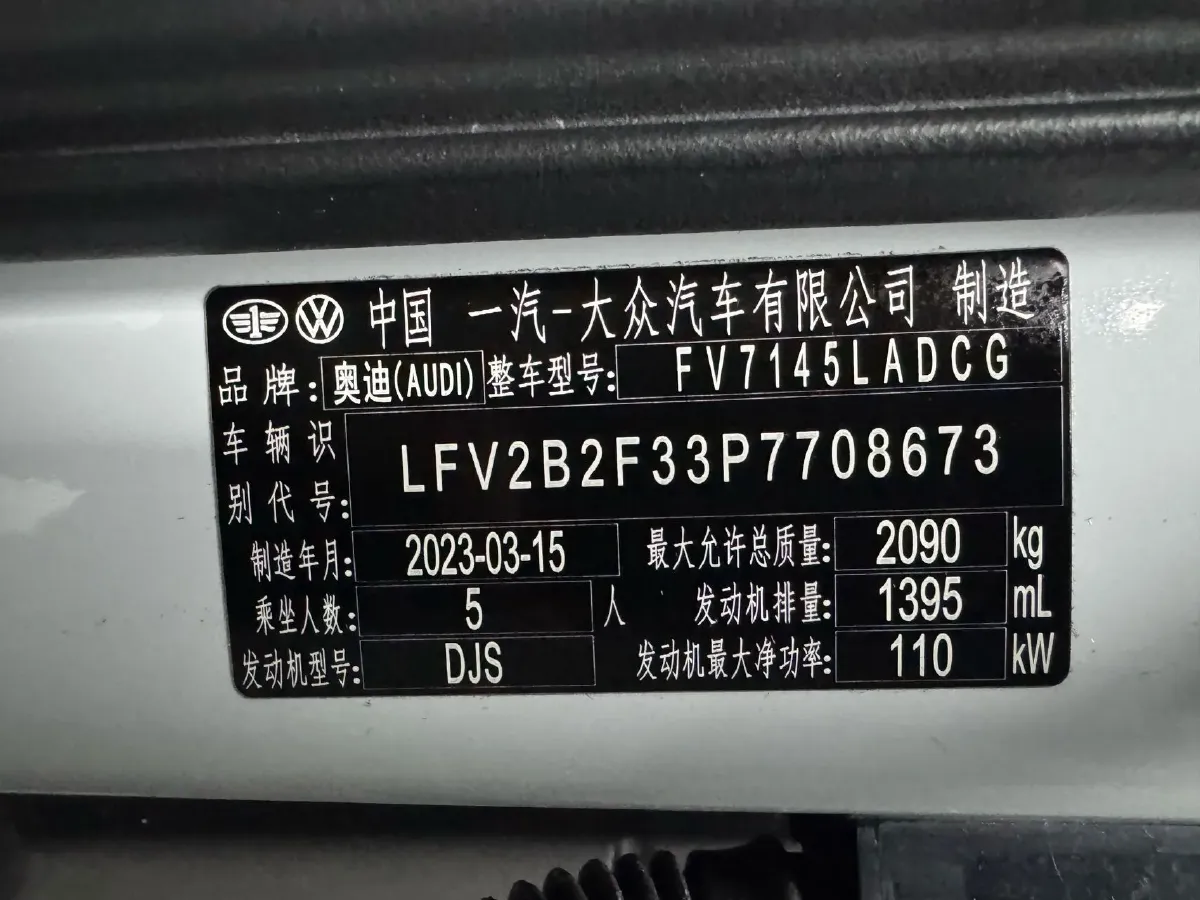 中国 一汽-大众汽车有限公司 制造
品牌: 奥迪(AUDI) 整车型号: FV7145LADCG
车辆识别代号: LFV2B2F33P7708673
制造年月: 2023-03-15 最大允许总质量: 2090 kg
乘坐人数: 5 人 发动机排量: 1395 mL
发动机型号: DJS 发动机最大净功率: 110 kW